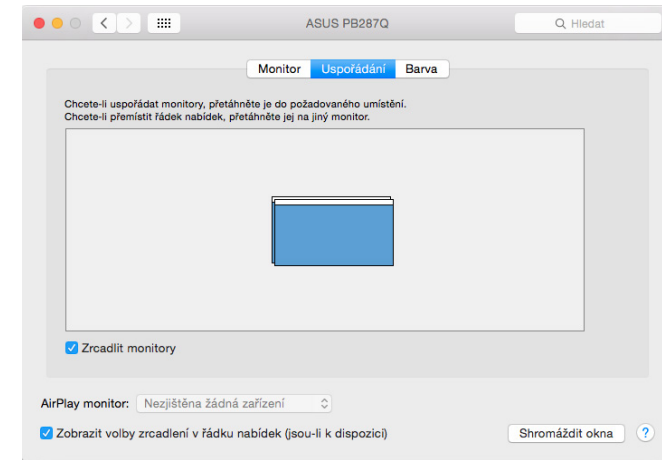 ASUS PB287Q
Hledat
Monitor
Uspořádání
Barva
Chcete-li uspořádat monitory, přetáhněte je do požadovaného umístění.
Chcete-li přemístit řádek nabídek, přetáhněte jej na jiný monitor.
Zrcadlit monitory
AirPlay monitor: Nezjištěna žádná zařízení
Zobrazit volby zrcadlení v řádku nabídek (jsou-li k dispozici)
Shromáždit okna
?